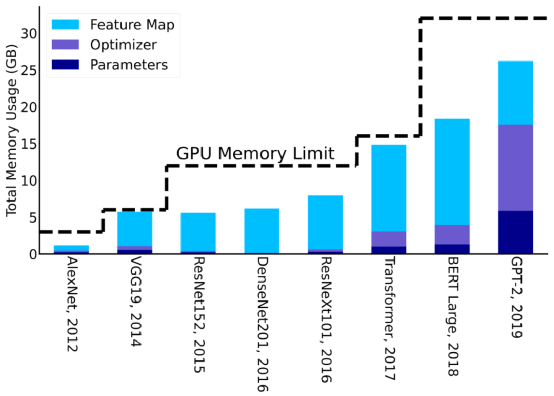 Total Memory Usage (GB)
30
25
20
15
10
5
0
Feature Map
Optimizer
Parameters
GPU Memory Limit
AlexNet, 2012
VGG19, 2014
ResNet152, 2015
DenseNet201, 2016
ResNeXt101, 2016
Transformer, 2017
BERT Large, 2018
GPT-2, 2019